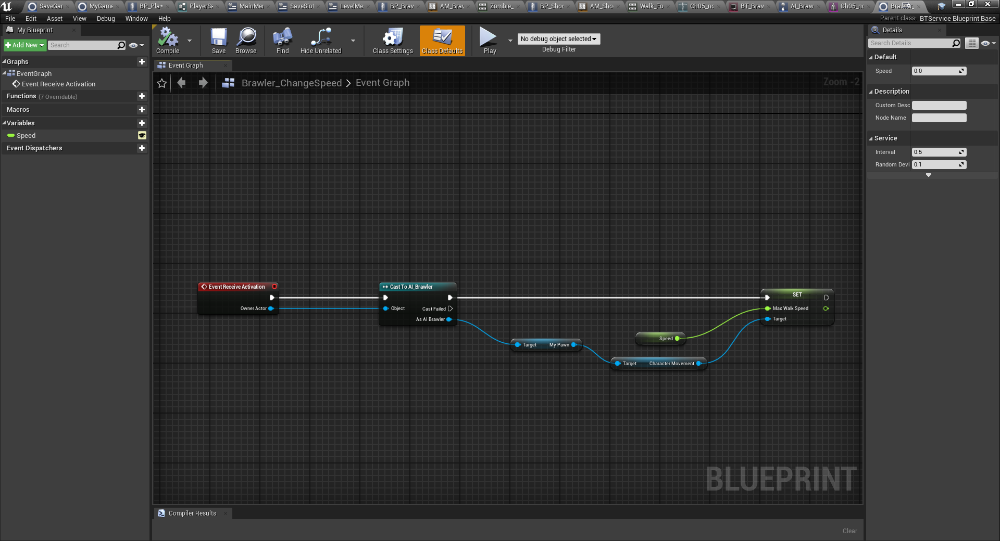 SaveGar
MyGame
BP_Pla*
PlayerSa
MainMer
SaveSlot
LevelMe
BP_Braw
AM_Brav
Zombie_
BP_Shoo
AM_Sho
Walk_Fo
Ch05_nc
BT_Braw
AI_Braw
Ch05_nc
Brawler_
File Edit Asset View Debug Window Help
Parent class: BTService Blueprint Base
My Blueprint
Add New
Search
Graphs
EventGraph
Event Receive Activation
Functions (7 Overridable)
Macros
Variables
Speed
Event Dispatchers
Compile
Save
Browse
Find
Hide Unrelated
Class Settings
Class Defaults
Play
No debug object selected
Debug Filter
Event Graph
Brawler_ChangeSpeed > Event Graph
Zoom -2
Event Receive Activation
Owner Actor
Cast To AI_Brawler
Object
Cast Failed
As AI Brawler
Target My Pawn
Speed
Target Character Movement
SET
Max Walk Speed
Target
BLUEPRINT
Compiler Results
Clear
Details
Search Details
Default
Speed 0.0
Description
Custom Desc
Node Name
Service
Interval 0.5
Random Devi 0.1